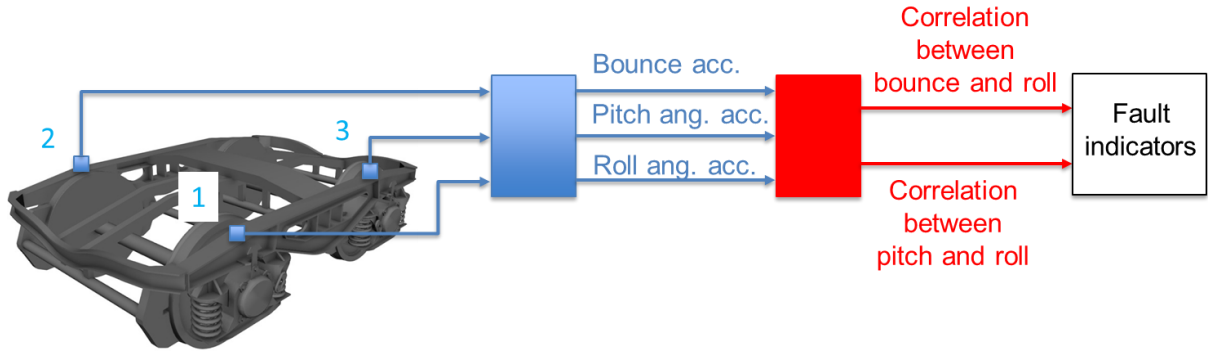 2
3
1
Bounce acc.
Pitch ang. acc.
Roll ang. acc.
Correlation
between
bounce and roll
Correlation
between
pitch and roll
Fault
indicators